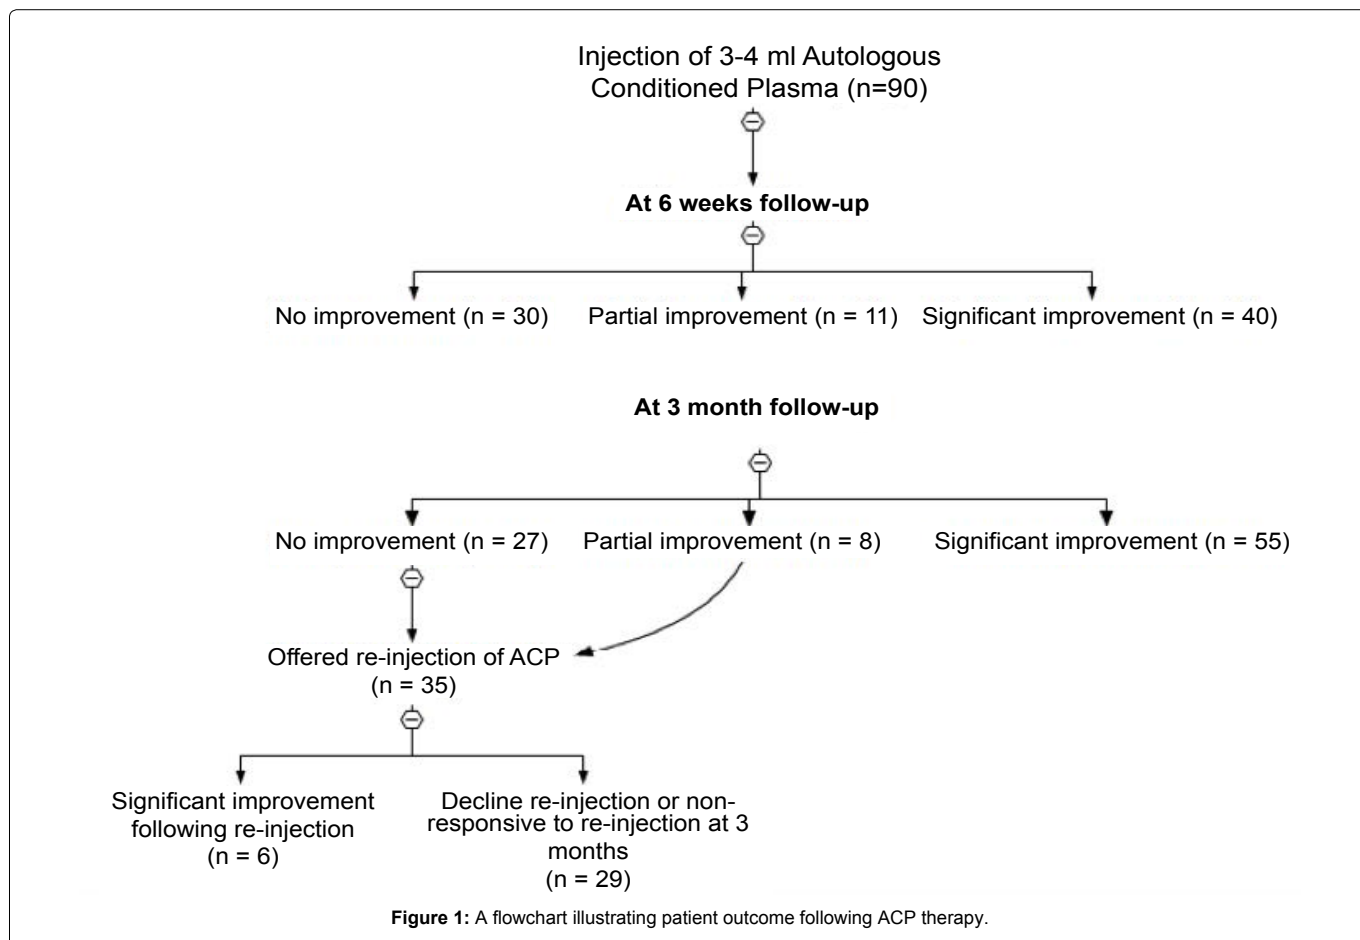 Injection of 3-4 ml Autologous
Conditioned Plasma (n=90)
At 6 weeks follow-up
No improvement (n = 30) Partial improvement (n = 11) Significant improvement (n = 40)
At 3 month follow-up
No improvement (n = 27) Partial improvement (n = 8) Significant improvement (n = 55)
Offered re-injection of ACP
(n = 35)
Significant improvement
following re-injection
(n = 6)
Decline re-injection or non-
responsive to re-injection at 3
months
(n = 29)
Figure 1: A flowchart illustrating patient outcome following ACP therapy.